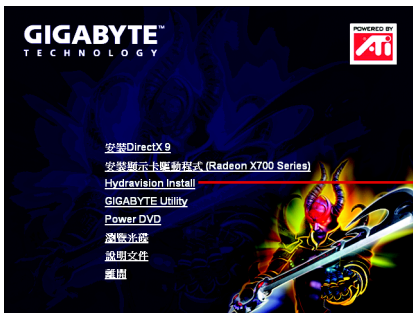 GIGABYTE™
TECHNOLOGY
POWERED BY
ATi
安裝DirectX 9
安裝顯示卡驅動程式 (Radeon X700 Series)
Hydravision Install
GIGABYTE Utility
Power DVD
瀏覽光碟
說明文件
離開